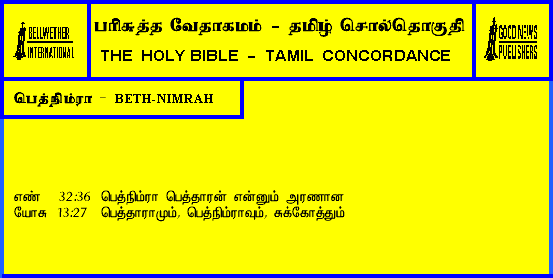 BELLWETHER
INTERNATIONAL
பரிசுத்த வேதாகமம் - தமிழ் சொல்தொகுதி
THE HOLY BIBLE - TAMIL CONCORDANCE
GOOD NEWS
PUBLISHERS
பெத்நிம்ரா - BETH-NIMRAH
எண் 32:36 பெத்நிம்ரா பெத்தாரன் என்னும் அரணான
யோசு 13:27 பெத்தாராமும், பெத்நிம்ராவும், சுக்கோத்தும்